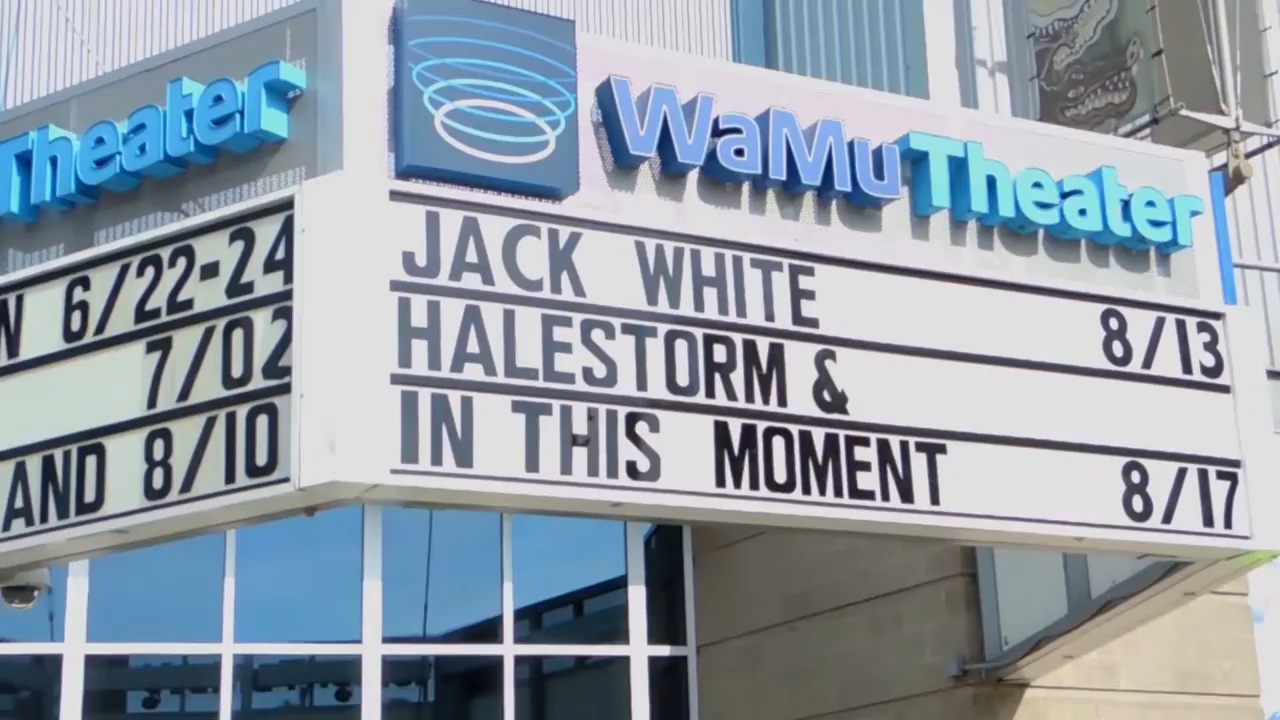 Theater
N 6/22-24
7/02
AND 8/10
WaMu Theater
JACK WHITE 8/13
HALESTORM &
IN THIS MOMENT 8/17